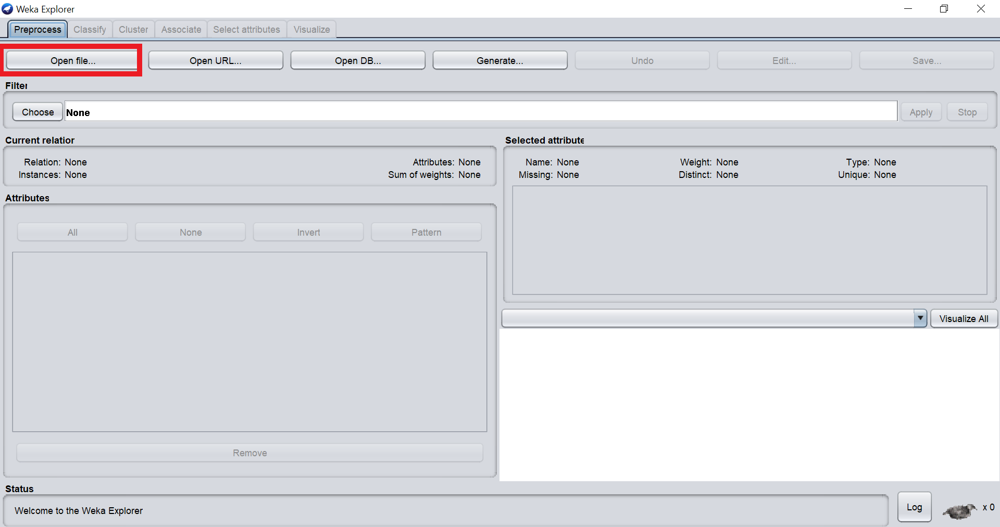 Weka Explorer
Preprocess Classify Cluster Associate Select attributes Visualize
Open file... Open URL... Open DB... Generate... Undo Edit... Save...
Filter
Choose None Apply Stop
Current relation
Relation: None Attributes: None
Instances: None Sum of weights: None
Selected attribute
Name: None Weight: None Type: None
Missing: None Distinct: None Unique: None
Attributes
All None Invert Pattern
Remove
Visualize All
Status
Welcome to the Weka Explorer
Log x 0